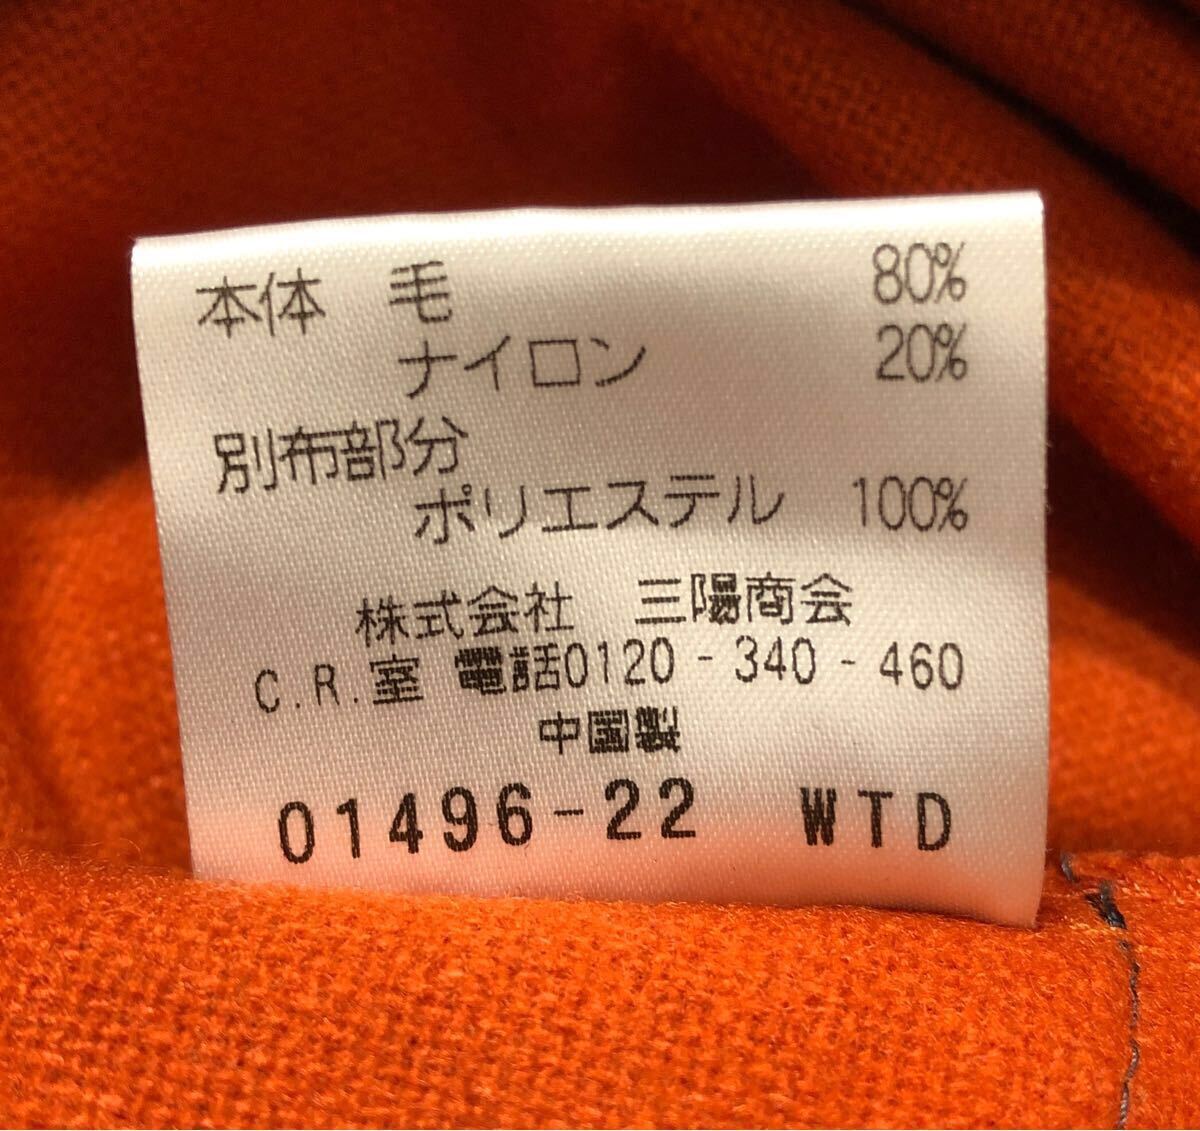 本体 毛 80%
ナイロン 20%
別布部分
ポリエステル 100%
株式会社 三陽商会
C.R.室 電話0120-340-460
中国製
01496-22 WTD